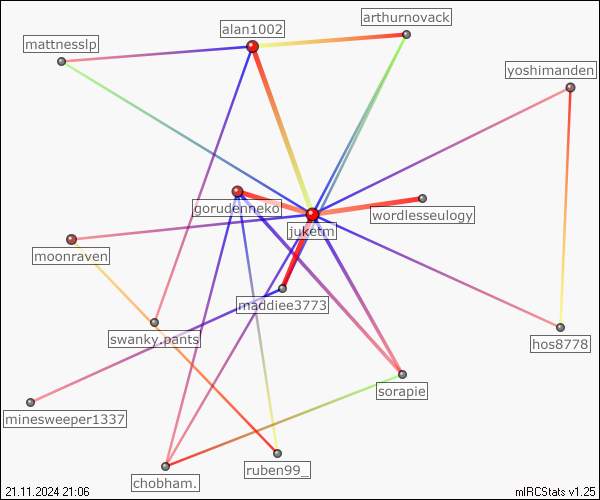 arthurnovack
alan1002
mattnesslp
yoshimanden
gorudenneko
wordlesseulogy
juketm
moonraven
maddiee3773
swanky.pants
hos8778
sorapie
minesweeper1337
ruben99_
chobham.
21.11.2024 21:06
mIRCStats v1.25